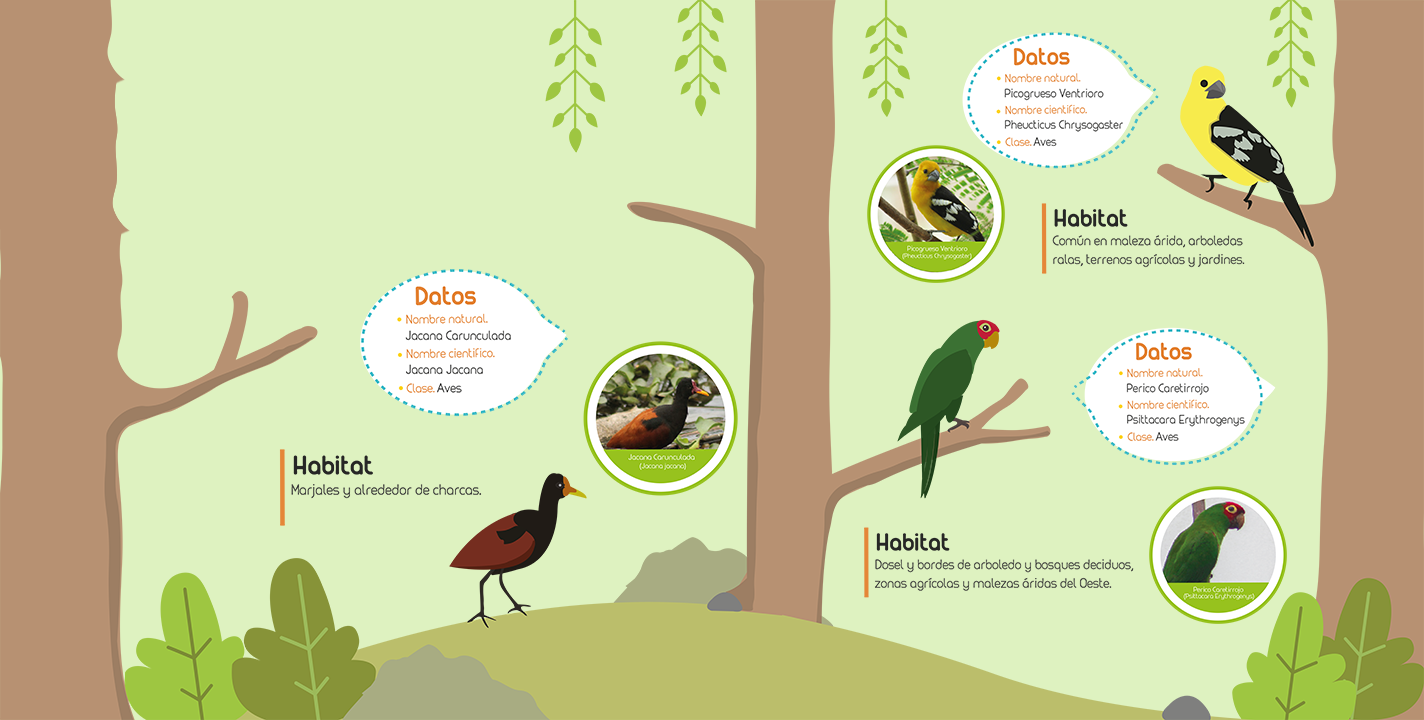 Datos
Nombre natural.
Jacana Carunculada
Nombre científico.
Jacana Jacana
Clase. Aves
Jacana Carunculada
(Jacana jacana)
Habitat
Marjales y alrededor de charcas.
Datos
Nombre natural.
Picogrueso Ventrioro
Nombre científico.
Pheucticus Chrysogaster
Clase. Aves
Picogrueso Ventrioro
(Pheucticus Chrysogaster)
Habitat
Común en maleza árida, arboledas
ralas, terrenos agrícolas y jardines.
Datos
Nombre natural.
Perico Caretirrojo
Nombre científico.
Psittacara Erythrogenys
Clase. Aves
Habitat
Dosel y bordes de arboledo y bosques deciduos,
zonas agrícolas y malezas áridas del Oeste.
Perico Caretirrojo
(Psittacara Erythrogenys)